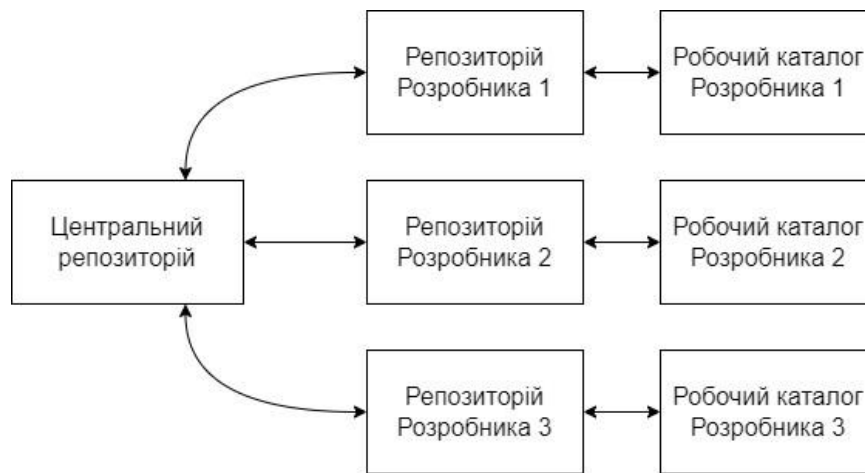 Репозиторій
Розробника 1
Робочий каталог
Розробника 1
Центральний
репозиторій
Репозиторій
Розробника 2
Робочий каталог
Розробника 2
Репозиторій
Розробника 3
Робочий каталог
Розробника 3